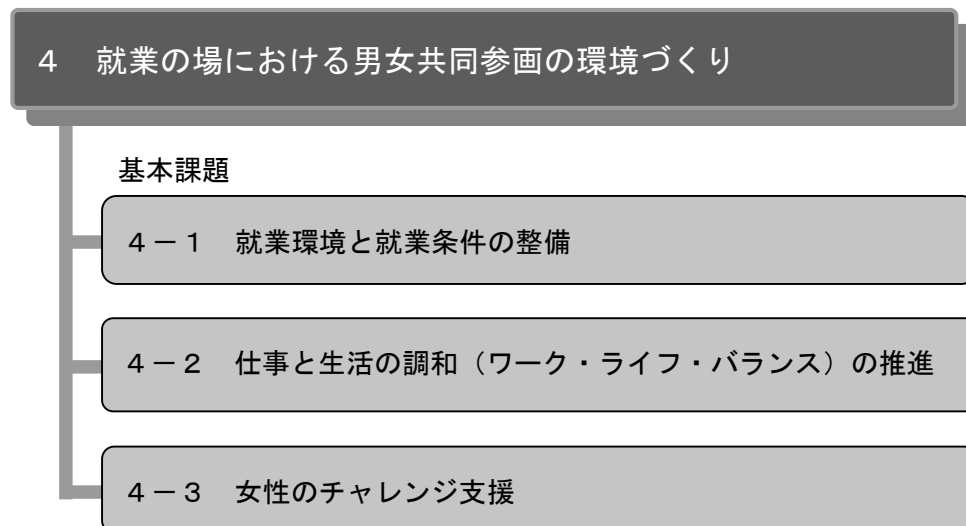 ４　就業の場における男女共同参画の環境づくり
基本課題
４－１　就業環境と就業条件の整備
４－２　仕事と生活の調和（ワーク・ライフ・バランス）の推進
４－３　女性のチャレンジ支援